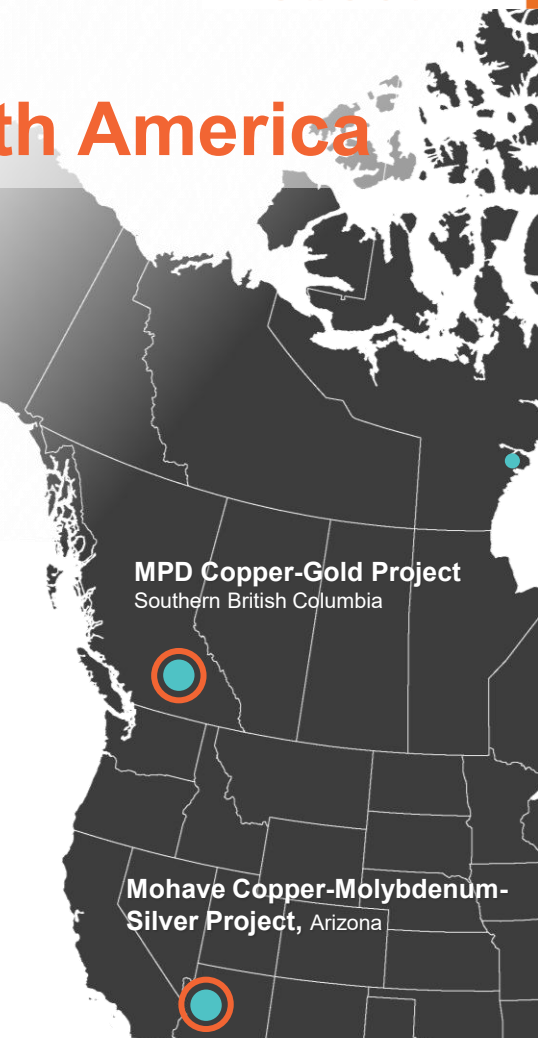 th America
MPD Copper-Gold Project
Southern British Columbia
Mohave Copper-Molybdenum-
Silver Project, Arizona